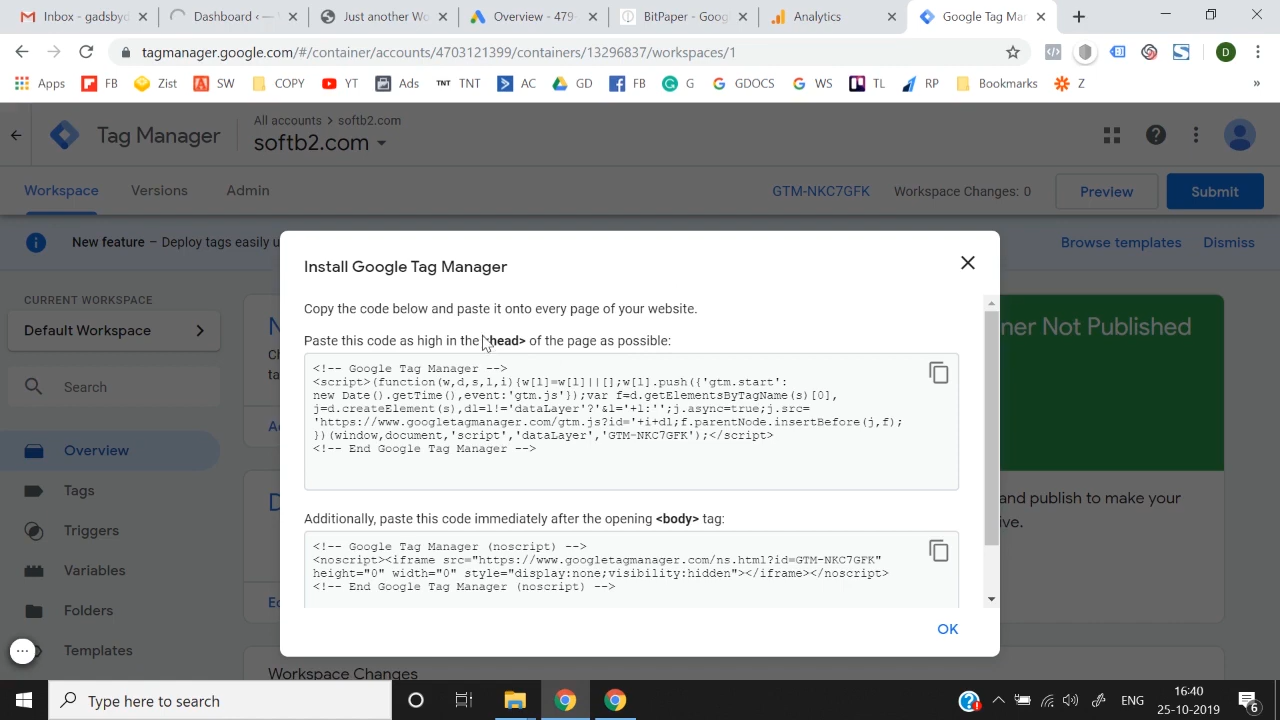 Inbox - gadsbyd
Dashboard ‹ —
Just another Wo
Overview - 479-
BitPaper - Goog
Analytics
Google Tag Mar
tagmanager.google.com/#/container/accounts/4703121399/containers/13296837/workspaces/1
D
Apps FB Zist SW COPY YT Ads TNT TNT AC GD FB G GDOCS WS TL RP Bookmarks Z »
All accounts > softb2.com
Tag Manager
softb2.com
Workspace Versions Admin GTM-NKC7GFK Workspace Changes: 0 Preview Submit
New feature – Deploy tags easily u
Browse templates Dismiss
CURRENT WORKSPACE
Default Workspace
Search
Overview
Tags
Triggers
Variables
Folders
Templates
Install Google Tag Manager
Copy the code below and paste it onto every page of your website.
Paste this code as high in the <head> of the page as possible:
<!-- Google Tag Manager -->
<script>(function(w,d,s,l,i){w[l]=w[l]||[];w[l].push({'gtm.start':
new Date().getTime(),event:'gtm.js'});var f=d.getElementsByTagName(s)[0],
j=d.createElement(s),dl=l!='dataLayer'?'&l='+l:'';j.async=true;j.src=
'https://www.googletagmanager.com/gtm.js?id='+i+dl;f.parentNode.insertBefore(j,f);
})(window,document,'script','dataLayer','GTM-NKC7GFK');</script>
<!-- End Google Tag Manager -->
Additionally, paste this code immediately after the opening <body> tag:
<!-- Google Tag Manager (noscript) -->
<noscript><iframe src="https://www.googletagmanager.com/ns.html?id=GTM-NKC7GFK"
height="0" width="0" style="display:none;visibility:hidden"></iframe></noscript>
<!-- End Google Tag Manager (noscript) -->
OK
ner Not Published
and publish to make your
Workspace Changes
Type here to search
ENG
16:40
25-10-2019
6